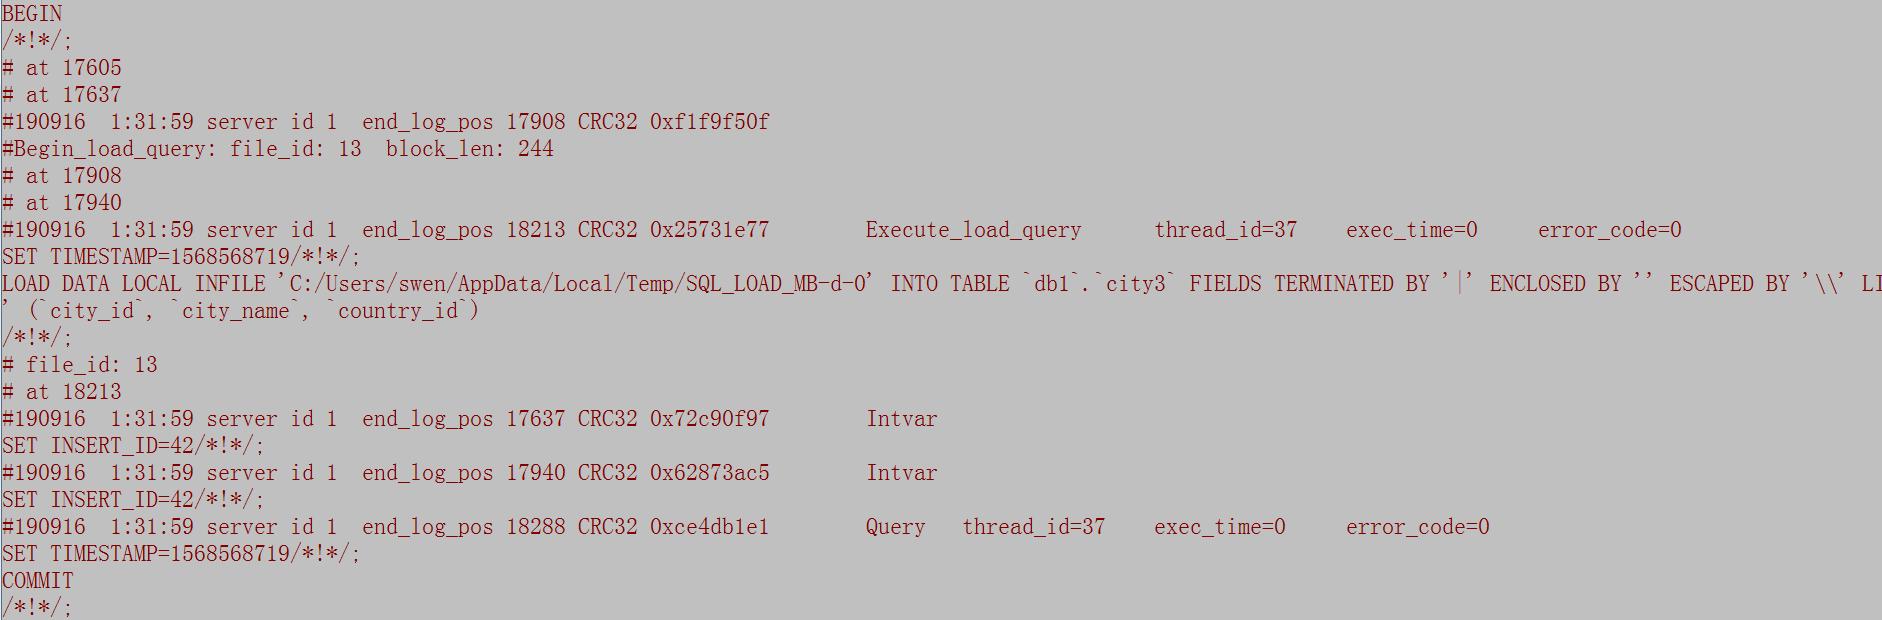 BEGIN
/*!*/;
# at 17605
# at 17637
#190916  1:31:59 server id 1  end_log_pos 17908 CRC32 0xf1f9f50f
#Begin_load_query: file_id: 13  block_len: 244
# at 17908
# at 17940
#190916  1:31:59 server id 1  end_log_pos 18213 CRC32 0x25731e77        Execute_load_query      thread_id=37    exec_time=0     error_code=0
SET TIMESTAMP=1568568719/*!*/;
LOAD DATA LOCAL INFILE 'C:/Users/swen/AppData/Local/Temp/SQL_LOAD_MB-d-0' INTO TABLE `db1`.`city3` FIELDS TERMINATED BY '|' ENCLOSED BY '' ESCAPED BY '\\' LI
' (`city_id`, `city_name`, `country_id`)
/*!*/;
# file_id: 13
# at 18213
#190916  1:31:59 server id 1  end_log_pos 17637 CRC32 0x72c90f97        Intvar
SET INSERT_ID=42/*!*/;
#190916  1:31:59 server id 1  end_log_pos 17940 CRC32 0x62873ac5        Intvar
SET INSERT_ID=42/*!*/;
#190916  1:31:59 server id 1  end_log_pos 18288 CRC32 0xce4db1e1        Query   thread_id=37    exec_time=0     error_code=0
SET TIMESTAMP=1568568719/*!*/;
COMMIT
/*!*/;